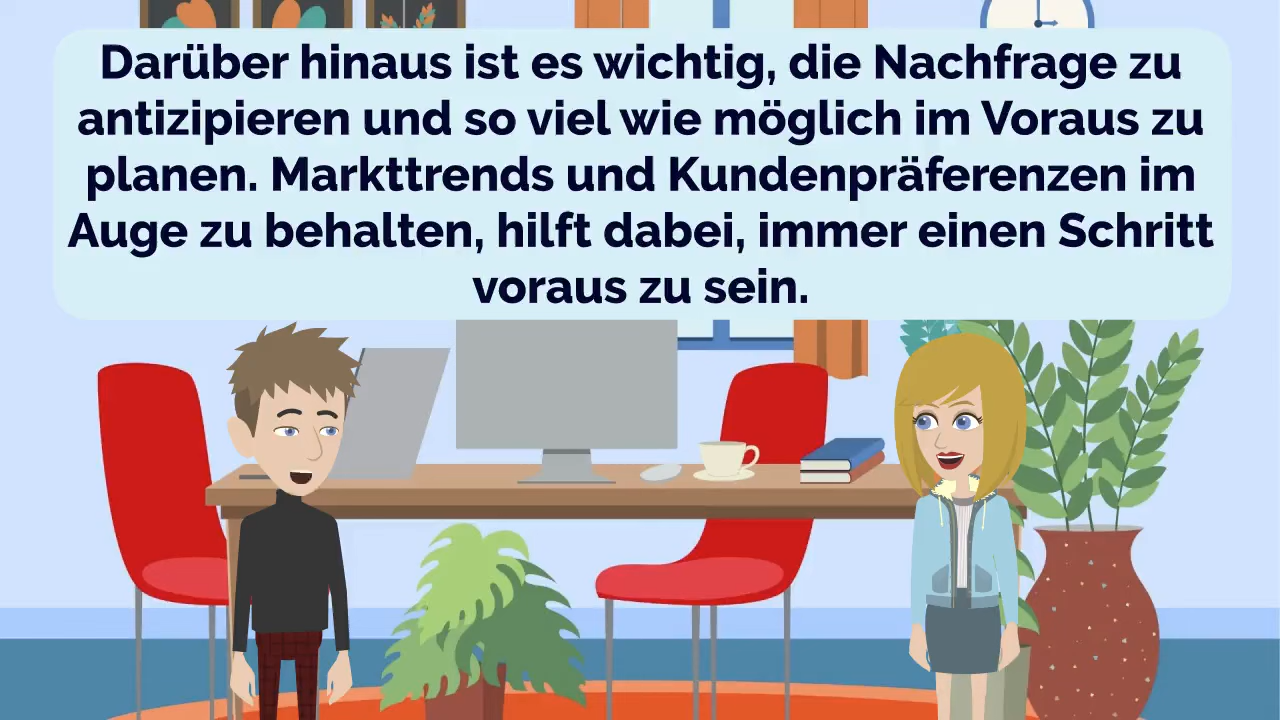 Darüber hinaus ist es wichtig, die Nachfrage zu
antizipieren und so viel wie möglich im Voraus zu
planen. Markttrends und Kundenpräferenzen im
Auge zu behalten, hilft dabei, immer einen Schritt
voraus zu sein.